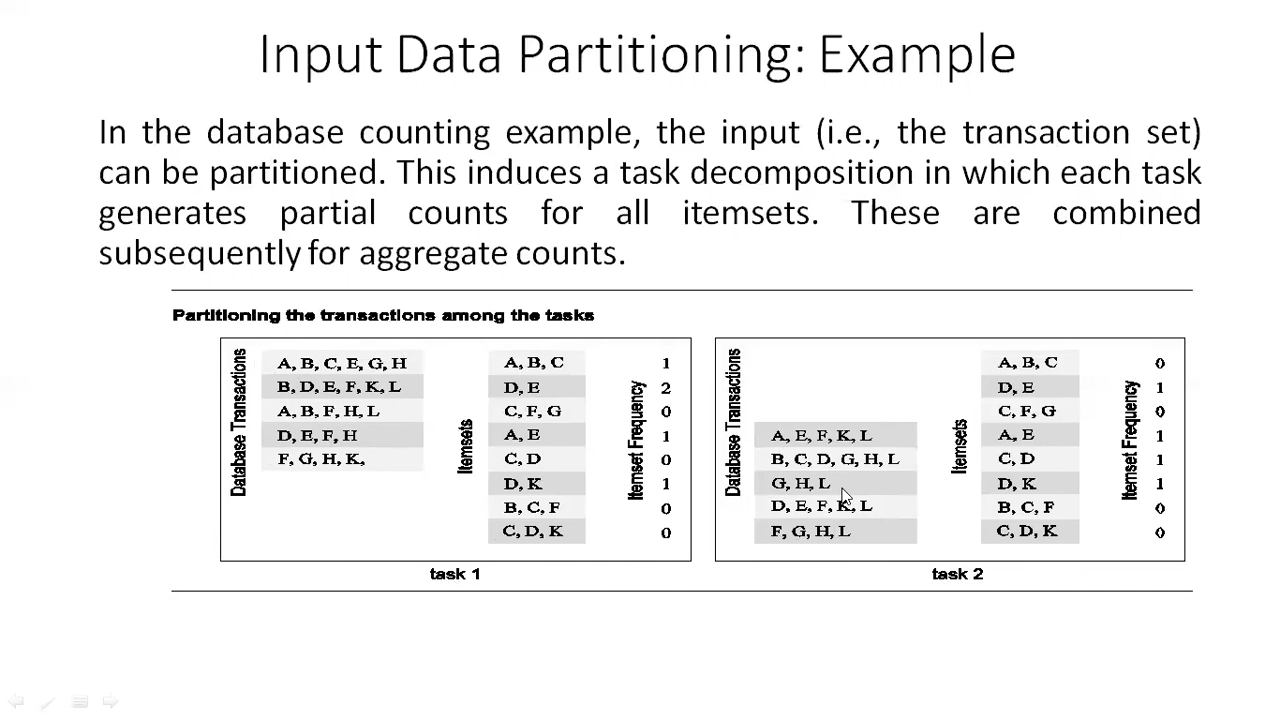 Input Data Partitioning: Example
In the database counting example, the input (i.e., the transaction set)
can be partitioned. This induces a task decomposition in which each task
generates partial counts for all itemsets. These are combined
subsequently for aggregate counts.
Partitioning the transactions among the tasks
Database Transactions
A, B, C, E, G, H
B, D, E, F, K, L
A, B, F, H, L
D, E, F, H
F, G, H, K,
Itemsets
A, B, C
D, E
C, F, G
A, E
C, D
D, K
B, C, F
C, D, K
Itemset Frequency
1
2
0
1
0
1
0
0
task 1
Database Transactions
A, E, F, K, L
B, C, D, G, H, L
G, H, L
D, E, F, K, L
F, G, H, L
Itemsets
A, B, C
D, E
C, F, G
A, E
C, D
D, K
B, C, F
C, D, K
Itemset Frequency
0
1
0
1
1
1
0
0
task 2